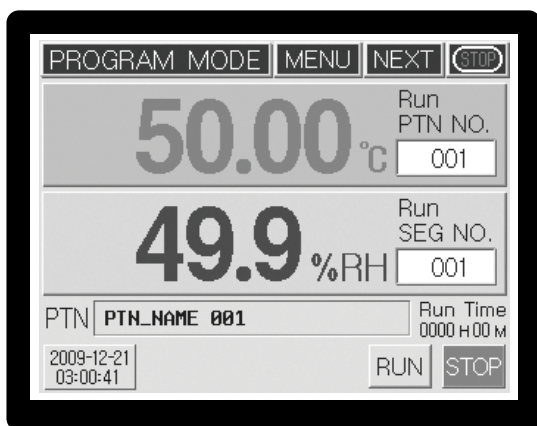 PROGRAM MODE MENU NEXT STOP
50.00 °C
Run
PTN NO.
001
49.9 %RH
Run
SEG NO.
001
PTN PTN_NAME 001
Run Time
0000 H 00 M
2009-12-21
03:00:41
RUN STOP